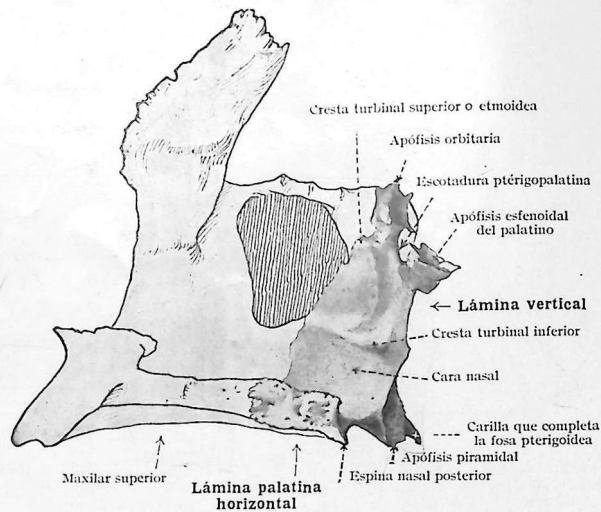 Cresta turbinal superior o etmoidea
Apófisis orbitaria
Escotadura ptérigopalatina
Apófisis esfenoidal
del palatino
Lámina vertical
Cresta turbinal inferior
Cara nasal
Carilla que completa
la fosa pterigoidea
Apófisis piramidal
Espina nasal posterior
Maxilar superior
Lámina palatina
horizontal